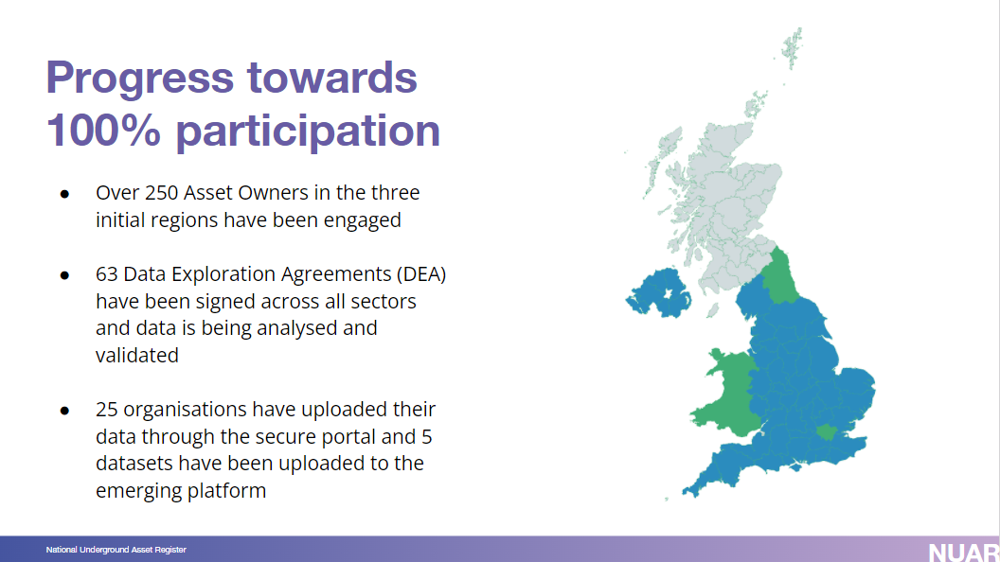 Progress towards
100% participation
● Over 250 Asset Owners in the three
initial regions have been engaged
● 63 Data Exploration Agreements (DEA)
have been signed across all sectors
and data is being analysed and
validated
● 25 organisations have uploaded their
data through the secure portal and 5
datasets have been uploaded to the
emerging platform
National Underground Asset Register
NUAR